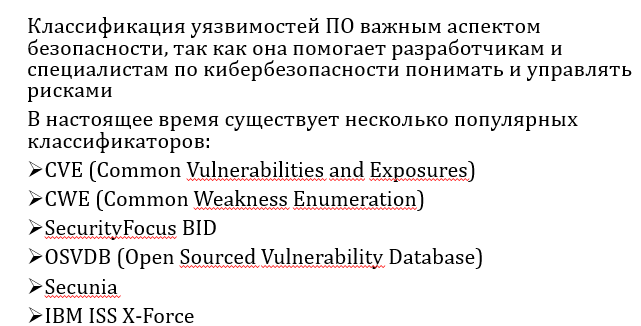 Классификация уязвимостей ПО важным аспектом
безопасности, так как она помогает разработчикам и
специалистам по кибербезопасности понимать и управлять
рисками
В настоящее время существует несколько популярных
классификаторов:
➢CVE (Common Vulnerabilities and Exposures)
➢CWE (Common Weakness Enumeration)
➢SecurityFocus BID
➢OSVDB (Open Sourced Vulnerability Database)
➢Secunia
➢IBM ISS X-Force